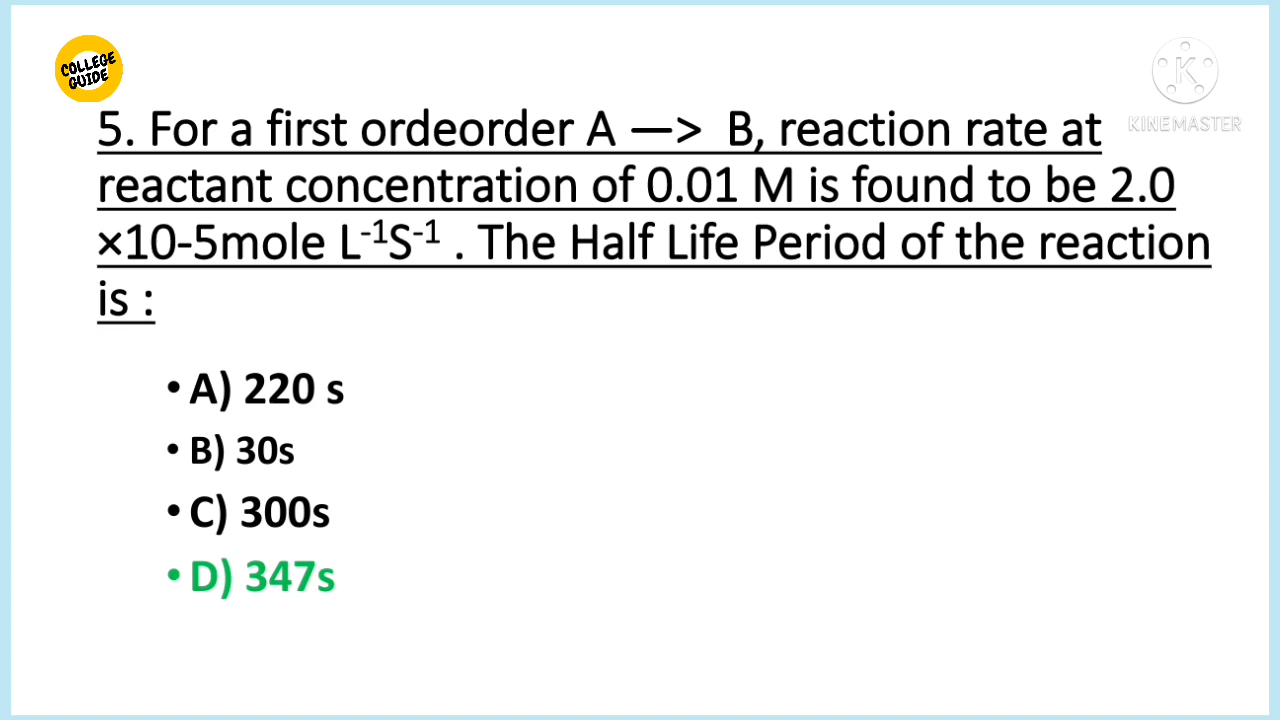 COLLEGE
GUIDE
KINEMASTER
5. For a first ordeorder A —> B, reaction rate at
reactant concentration of 0.01 M is found to be 2.0
×10-5mole L⁻¹S⁻¹ . The Half Life Period of the reaction
is :
• A) 220 s
• B) 30s
• C) 300s
• D) 347s